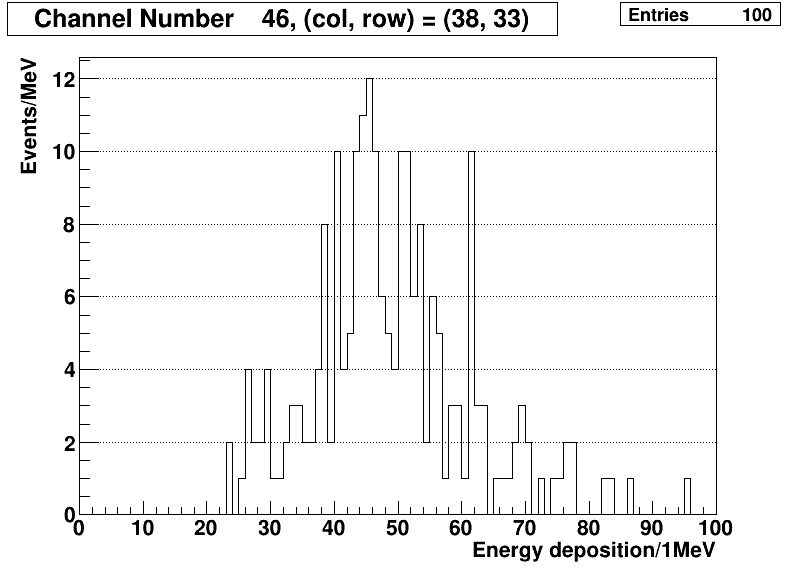 Channel Number 46, (col, row) = (38, 33)
Entries 100
Events/MeV
12
10
8
6
4
2
0
0 10 20 30 40 50 60 70 80 90 100
Energy deposition/1MeV